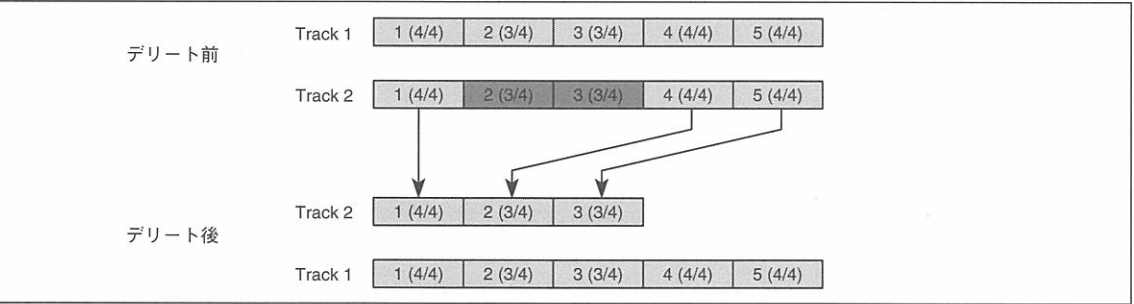 デリート前
Track 1 1 (4/4) 2 (3/4) 3 (3/4) 4 (4/4) 5 (4/4)
Track 2 1 (4/4) 2 (3/4) 3 (3/4) 4 (4/4) 5 (4/4)
デリート後
Track 2 1 (4/4) 2 (3/4) 3 (3/4)
Track 1 1 (4/4) 2 (3/4) 3 (3/4) 4 (4/4) 5 (4/4)